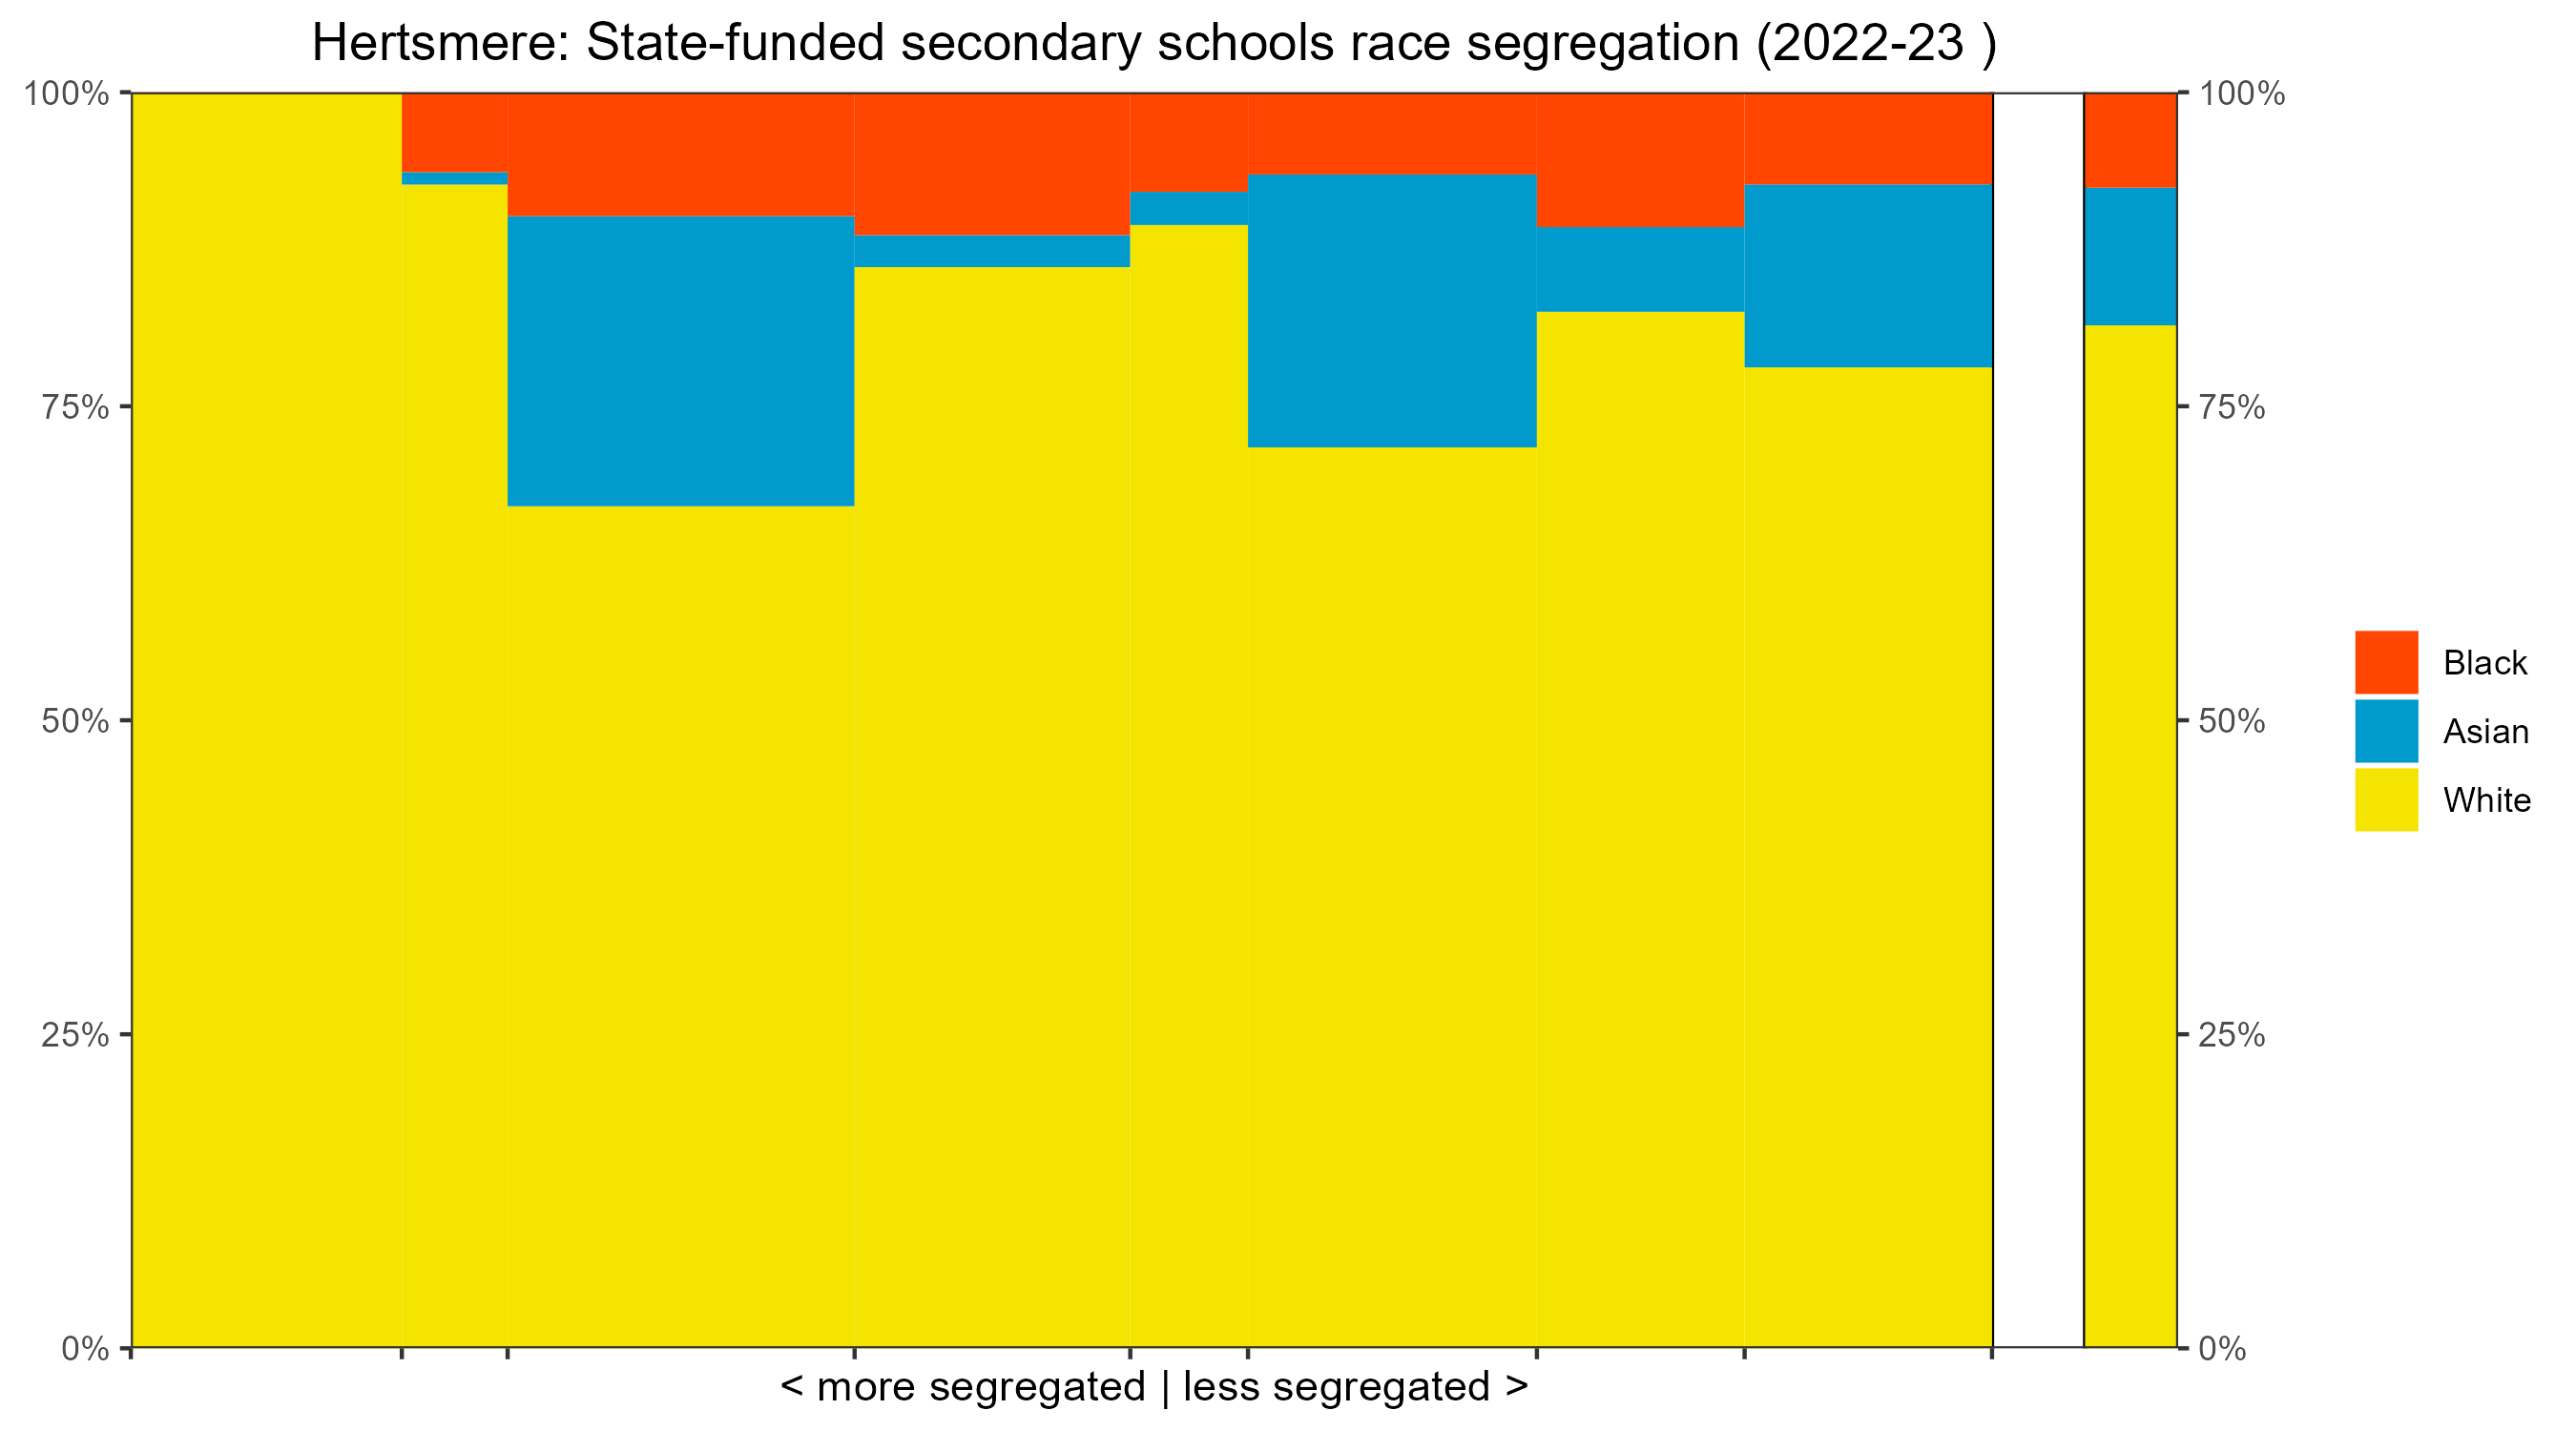 Hertsmere: State-funded secondary schools race segregation (2022-23 )
100%
75%
50%
25%
0%
100%
75%
50%
25%
0%
Black
Asian
White
< more segregated | less segregated >